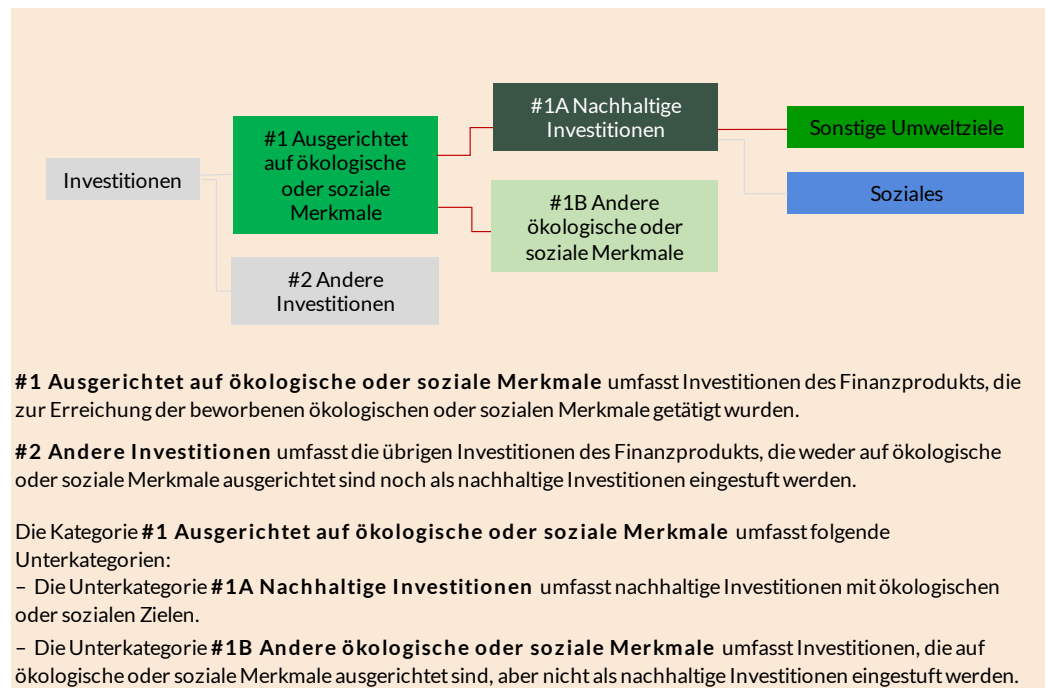 Investitionen
#1 Ausgerichtet
auf ökologische
oder soziale
Merkmale
#2 Andere
Investitionen
#1A Nachhaltige
Investitionen
#1B Andere
ökologische oder
soziale Merkmale
Sonstige Umweltziele
Soziales
#1 Ausgerichtet auf ökologische oder soziale Merkmale umfasst Investitionen des Finanzprodukts, die
zur Erreichung der beworbenen ökologischen oder sozialen Merkmale getätigt wurden.
#2 Andere Investitionen umfasst die übrigen Investitionen des Finanzprodukts, die weder auf ökologische
oder soziale Merkmale ausgerichtet sind noch als nachhaltige Investitionen eingestuft werden.
Die Kategorie #1 Ausgerichtet auf ökologische oder soziale Merkmale umfasst folgende
Unterkategorien:
– Die Unterkategorie #1A Nachhaltige Investitionen umfasst nachhaltige Investitionen mit ökologischen
oder sozialen Zielen.
– Die Unterkategorie #1B Andere ökologische oder soziale Merkmale umfasst Investitionen, die auf
ökologische oder soziale Merkmale ausgerichtet sind, aber nicht als nachhaltige Investitionen eingestuft werden.